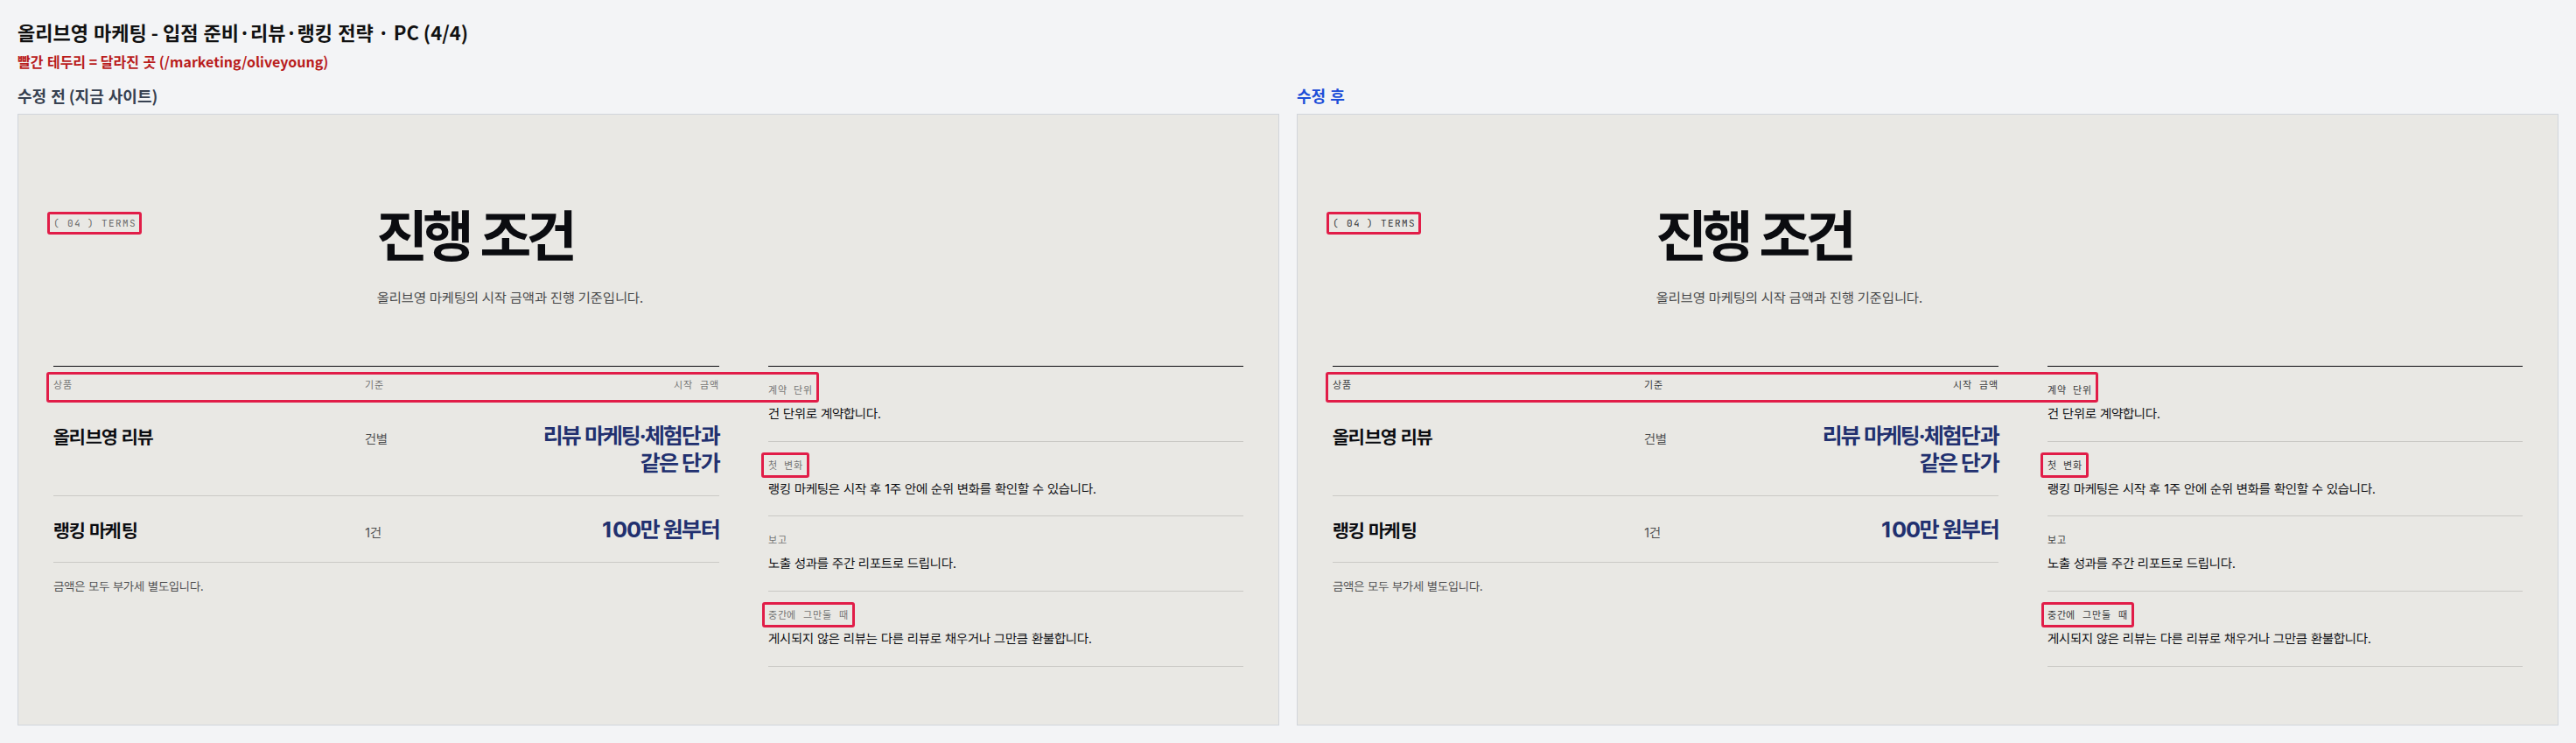 올리브영 마케팅 - 입점 준비·리뷰·랭킹 전략 · PC (4/4)
빨간 테두리 = 달라진 곳 (/marketing/oliveyoung)
수정 전 (지금 사이트)
( 04 ) TERMS
진행 조건
올리브영 마케팅의 시작 금액과 진행 기준입니다.
상품 기준 시작 금액
올리브영 리뷰 건별 리뷰 마케팅·체험단과
같은 단가
랭킹 마케팅 1건 100만 원부터
금액은 모두 부가세 별도입니다.
계약 단위
건 단위로 계약합니다.
첫 변화
랭킹 마케팅은 시작 후 1주 안에 순위 변화를 확인할 수 있습니다.
보고
노출 성과를 주간 리포트로 드립니다.
중간에 그만둘 때
게시되지 않은 리뷰는 다른 리뷰로 채우거나 그만큼 환불합니다.
수정 후
( 04 ) TERMS
진행 조건
올리브영 마케팅의 시작 금액과 진행 기준입니다.
상품 기준 시작 금액
올리브영 리뷰 건별 리뷰 마케팅·체험단과
같은 단가
랭킹 마케팅 1건 100만 원부터
금액은 모두 부가세 별도입니다.
계약 단위
건 단위로 계약합니다.
첫 변화
랭킹 마케팅은 시작 후 1주 안에 순위 변화를 확인할 수 있습니다.
보고
노출 성과를 주간 리포트로 드립니다.
중간에 그만둘 때
게시되지 않은 리뷰는 다른 리뷰로 채우거나 그만큼 환불합니다.